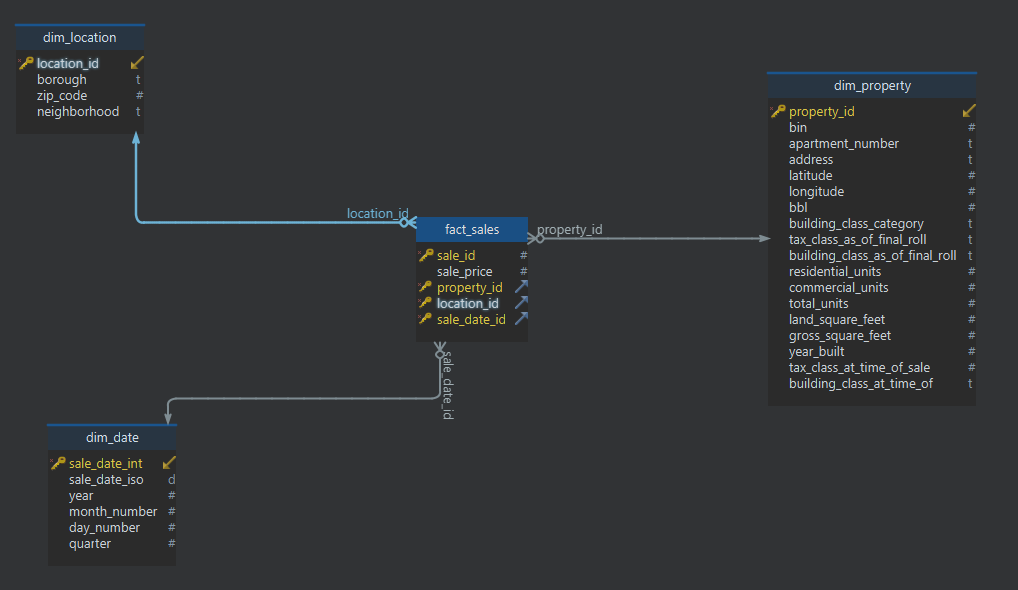 dim_location
location_id
borough t
zip_code #
neighborhood t
dim_property
property_id
bin #
apartment_number t
address t
latitude #
longitude #
bbl #
building_class_category t
tax_class_as_of_final_roll t
building_class_as_of_final_roll t
residential_units #
commercial_units #
total_units #
land_square_feet #
gross_square_feet #
year_built #
tax_class_at_time_of_sale #
building_class_at_time_of t
location_id
property_id
fact_sales
sale_id #
sale_price #
property_id
location_id
sale_date_id
sale_date_id
dim_date
sale_date_int
sale_date_iso d
year #
month_number #
day_number #
quarter #